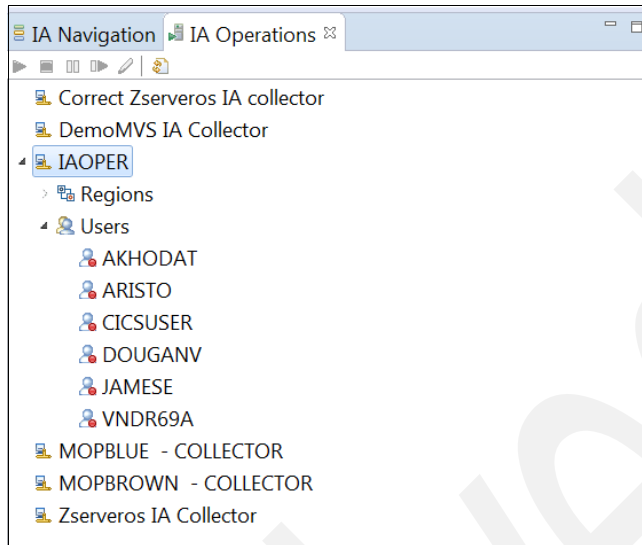 IA Navigation IA Operations
Correct Zserveros IA collector
DemoMVS IA Collector
IAOPER
Regions
Users
AKHODAT
ARISTO
CICSUSER
DOUGANV
JAMESE
VNDR69A
MOPBLUE - COLLECTOR
MOPBROWN - COLLECTOR
Zserveros IA Collector